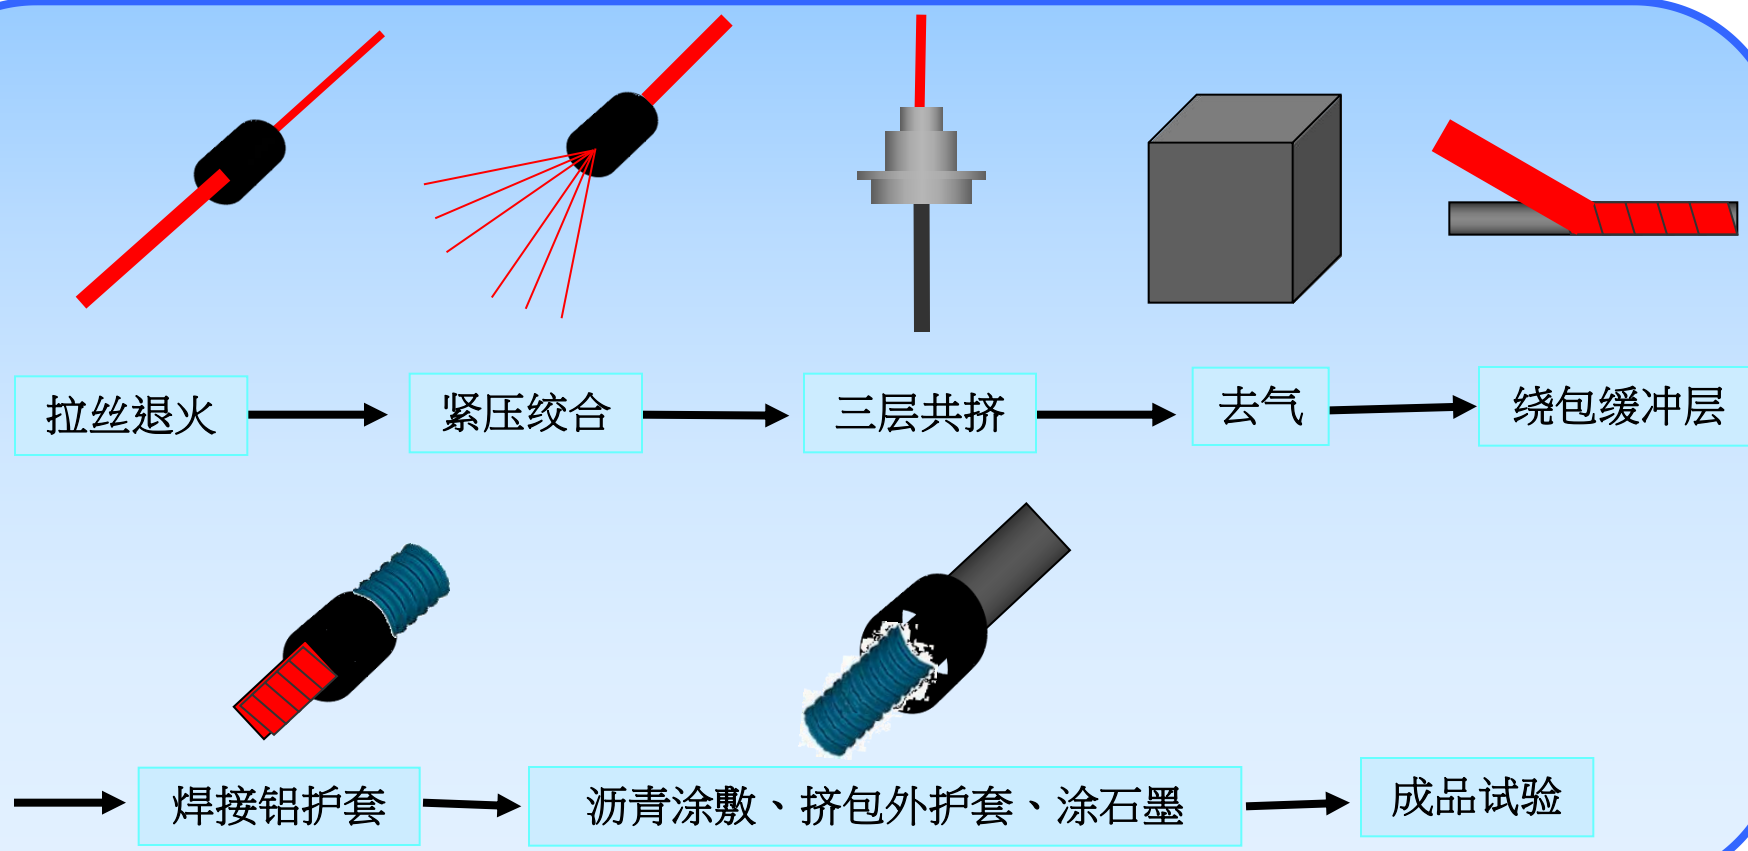 拉丝退火
紧压绞合
三层共挤
去气
绕包缓冲层
焊接铝护套
沥青涂敷、挤包外护套、涂石墨
成品试验